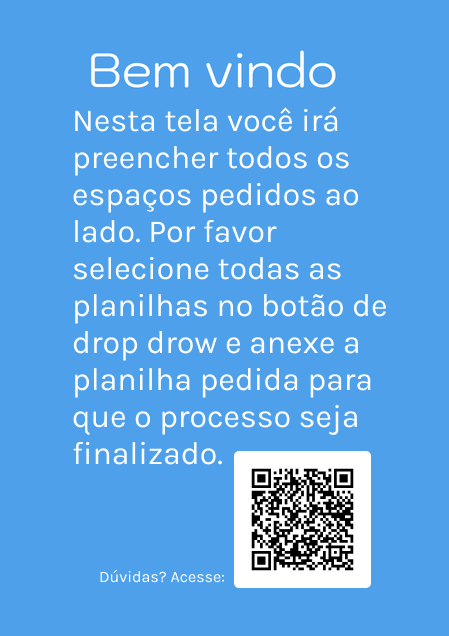 Bem vindo
Nesta tela você irá
preencher todos os
espaços pedidos ao
lado. Por favor
selecione todas as
planilhas no botão de
drop drow e anexe a
planilha pedida para
que o processo seja
finalizado.
Dúvidas? Acesse: